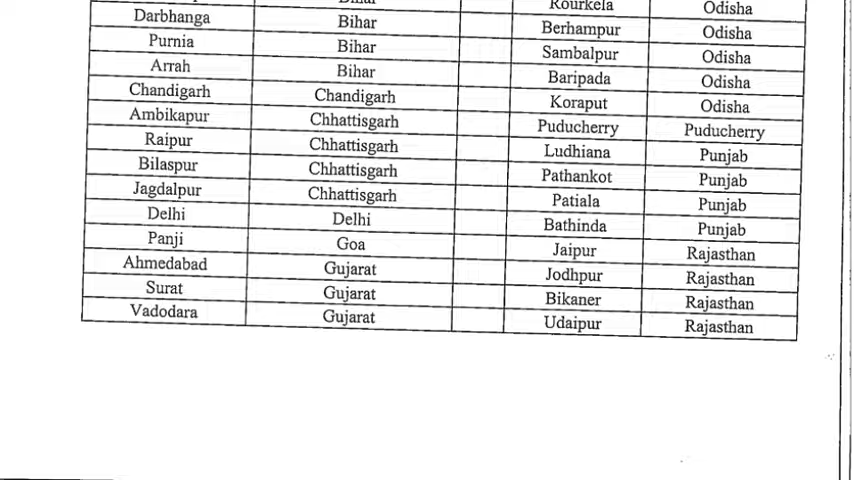 Bihar Rourkela Odisha
Darbhanga Bihar Berhampur Odisha
Purnia Bihar Sambalpur Odisha
Arrah Bihar Baripada Odisha
Chandigarh Chandigarh Koraput Odisha
Ambikapur Chhattisgarh Puducherry Puducherry
Raipur Chhattisgarh Ludhiana Punjab
Bilaspur Chhattisgarh Pathankot Punjab
Jagdalpur Chhattisgarh Patiala Punjab
Delhi Delhi Bathinda Punjab
Panji Goa Jaipur Rajasthan
Ahmedabad Gujarat Jodhpur Rajasthan
Surat Gujarat Bikaner Rajasthan
Vadodara Gujarat Udaipur Rajasthan